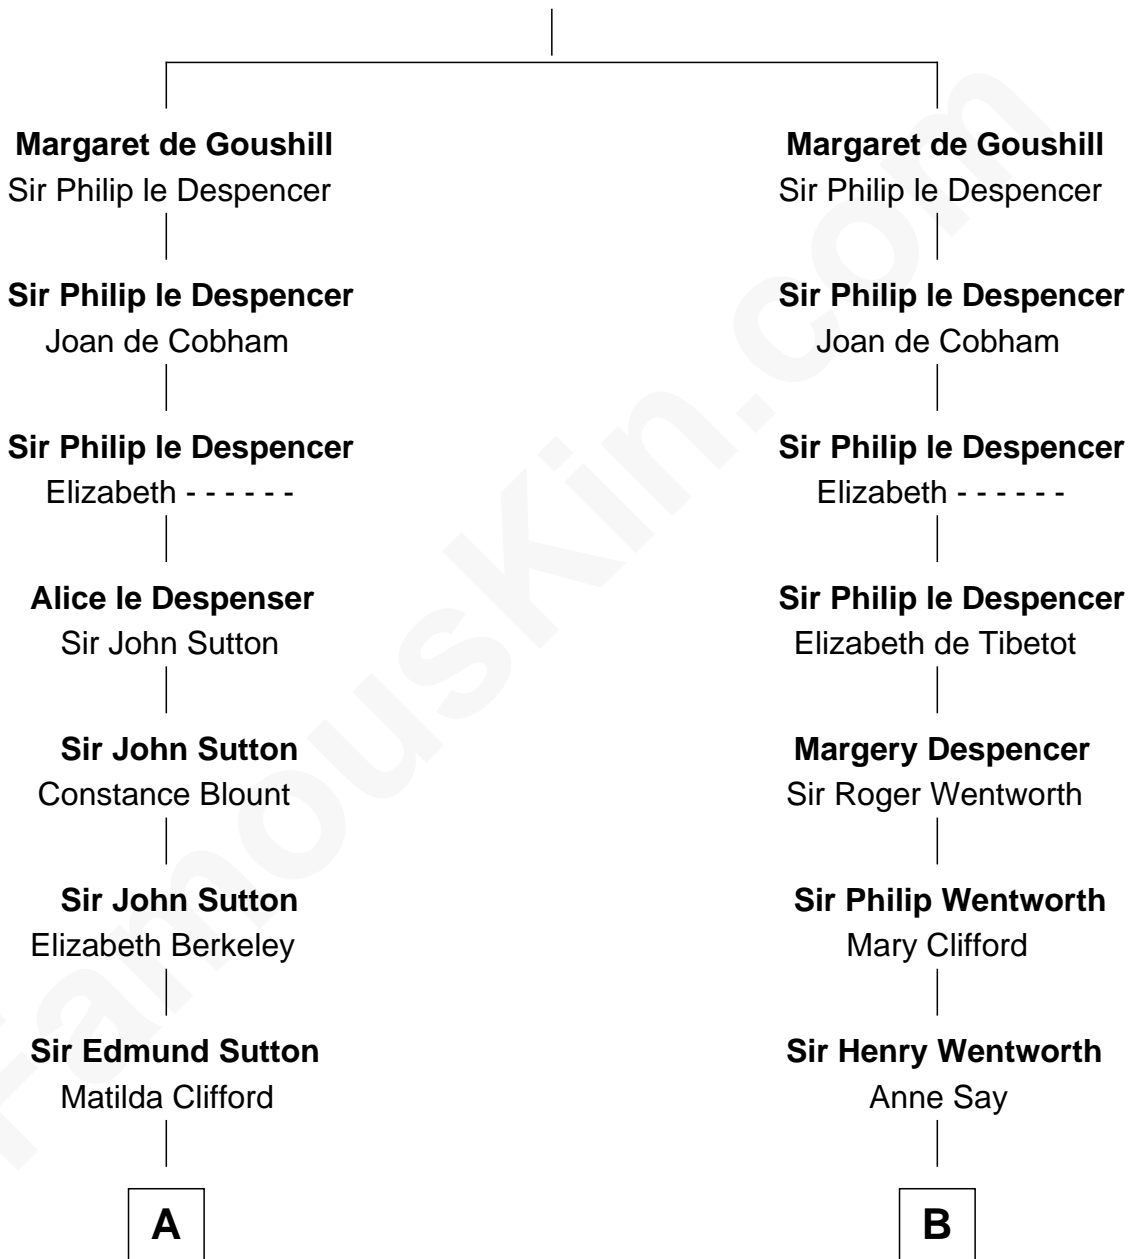 Margaret de Goushill
Sir Philip le Despencer
Sir Philip le Despencer
Joan de Cobham
Sir Philip le Despencer
Elizabeth - - - - - -
Alice le Despenser
Sir John Sutton
Sir John Sutton
Constance Blount
Sir John Sutton
Elizabeth Berkeley
Sir Edmund Sutton
Matilda Clifford
A
Margaret de Goushill
Sir Philip le Despencer
Sir Philip le Despencer
Joan de Cobham
Sir Philip le Despencer
Elizabeth - - - - - -
Sir Philip le Despencer
Elizabeth de Tibetot
Margery Despencer
Sir Roger Wentworth
Sir Philip Wentworth
Mary Clifford
Sir Henry Wentworth
Anne Say
B
FamousKin.com